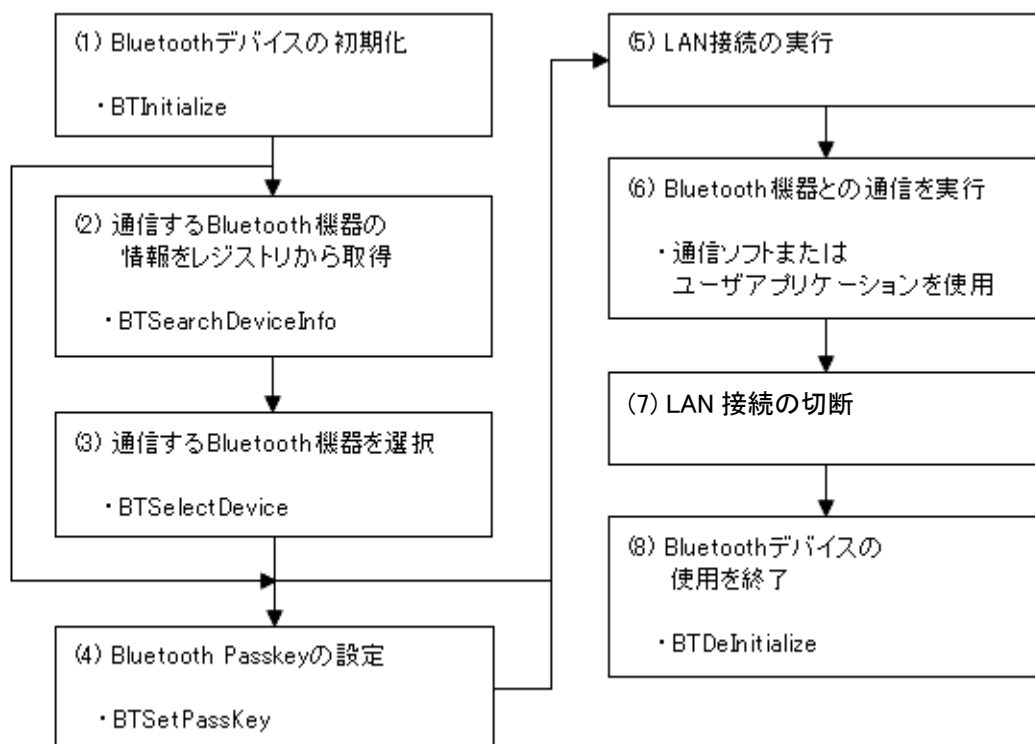 (1) Bluetoothデバイスの初期化
・BTInitialize
(2) 通信するBluetooth機器の
情報をレジストリから取得
・BTSearchDeviceInfo
(3) 通信するBluetooth機器を選択
・BTSelectDevice
(4) Bluetooth Passkeyの設定
・BTSetPassKey
(5) LAN接続の実行
(6) Bluetooth機器との通信を実行
・通信ソフトまたは
ユーザアプリケーションを使用
(7) LAN 接続の切断
(8) Bluetoothデバイスの
使用を終了
・BTDeInitialize